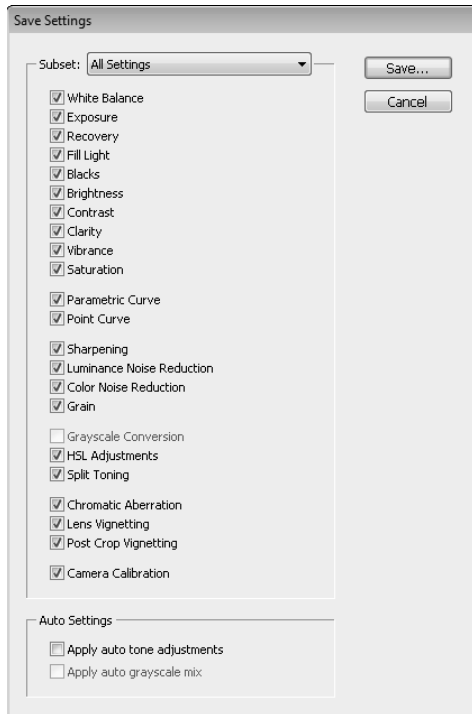 Save Settings
Subset: All Settings
Save...
Cancel
White Balance
Exposure
Recovery
Fill Light
Blacks
Brightness
Contrast
Clarity
Vibrance
Saturation
Parametric Curve
Point Curve
Sharpening
Luminance Noise Reduction
Color Noise Reduction
Grain
Grayscale Conversion
HSL Adjustments
Split Toning
Chromatic Aberration
Lens Vignetting
Post Crop Vignetting
Camera Calibration
Auto Settings
Apply auto tone adjustments
Apply auto grayscale mix